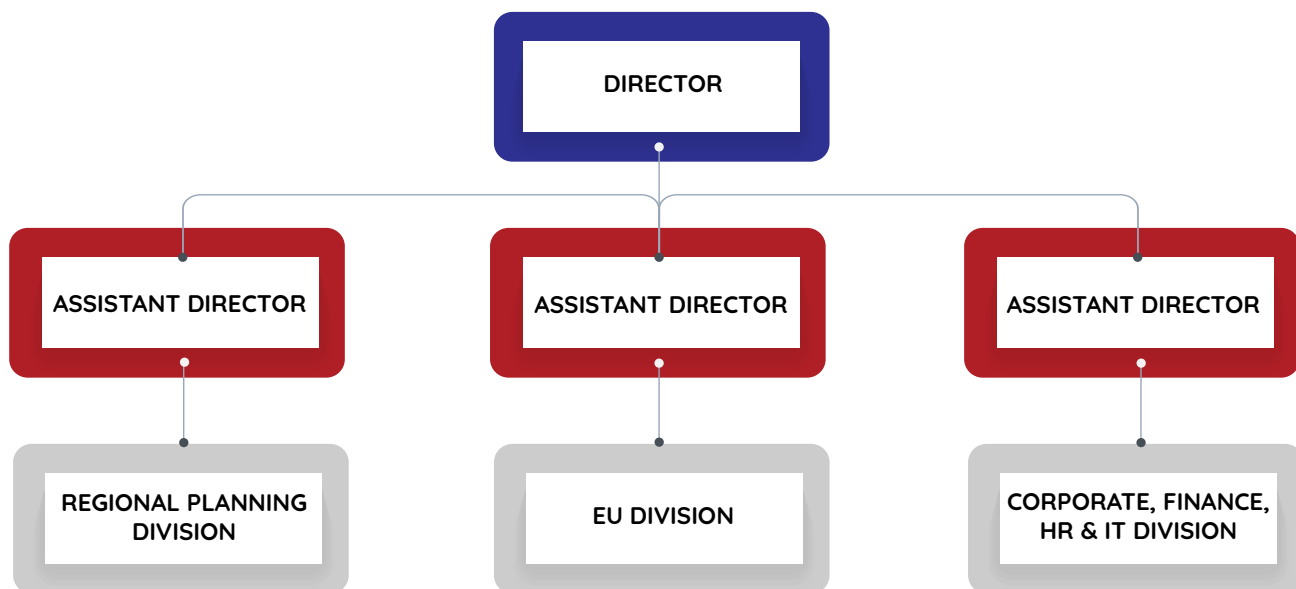 DIRECTOR
ASSISTANT DIRECTOR
ASSISTANT DIRECTOR
ASSISTANT DIRECTOR
REGIONAL PLANNING
DIVISION
EU DIVISION
CORPORATE, FINANCE,
HR & IT DIVISION